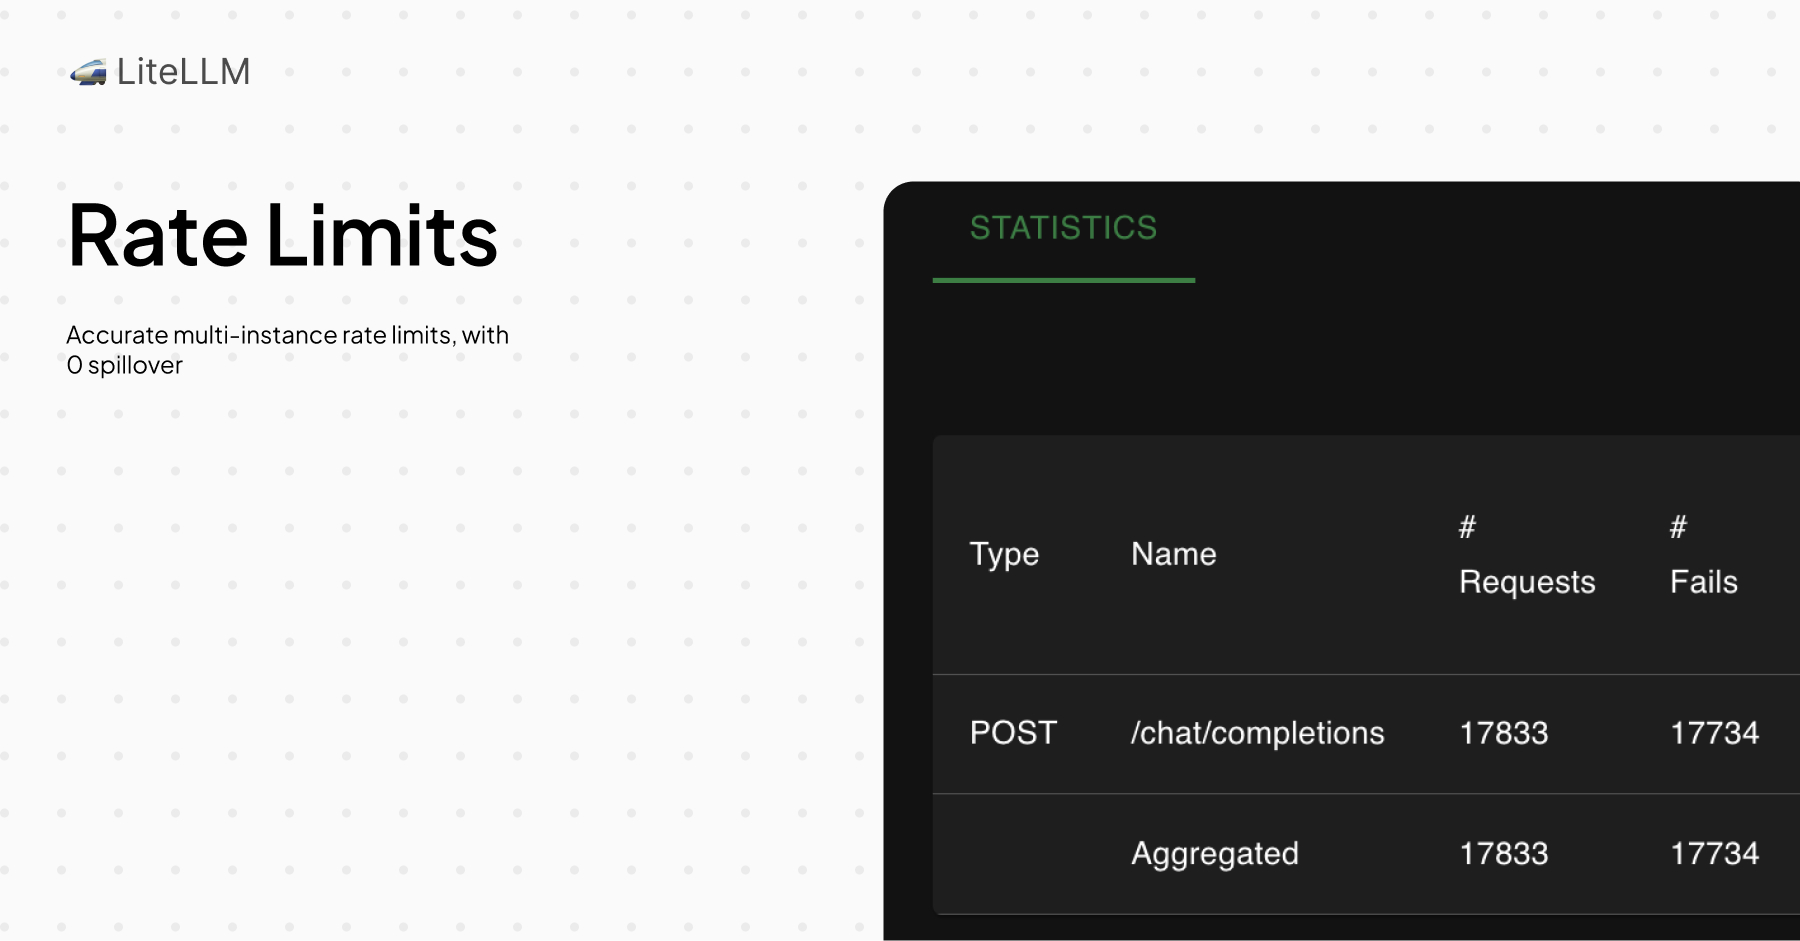 🚅 LiteLLM
Rate Limits
Accurate multi-instance rate limits, with
0 spillover
STATISTICS
Type Name # Requests # Fails
POST /chat/completions 17833 17734
Aggregated 17833 17734